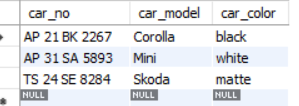 car_no car_model car_color
AP 21 BK 2267 Corolla black
AP 31 SA 5893 Mini white
TS 24 SE 8284 Skoda matte
NULL NULL NULL